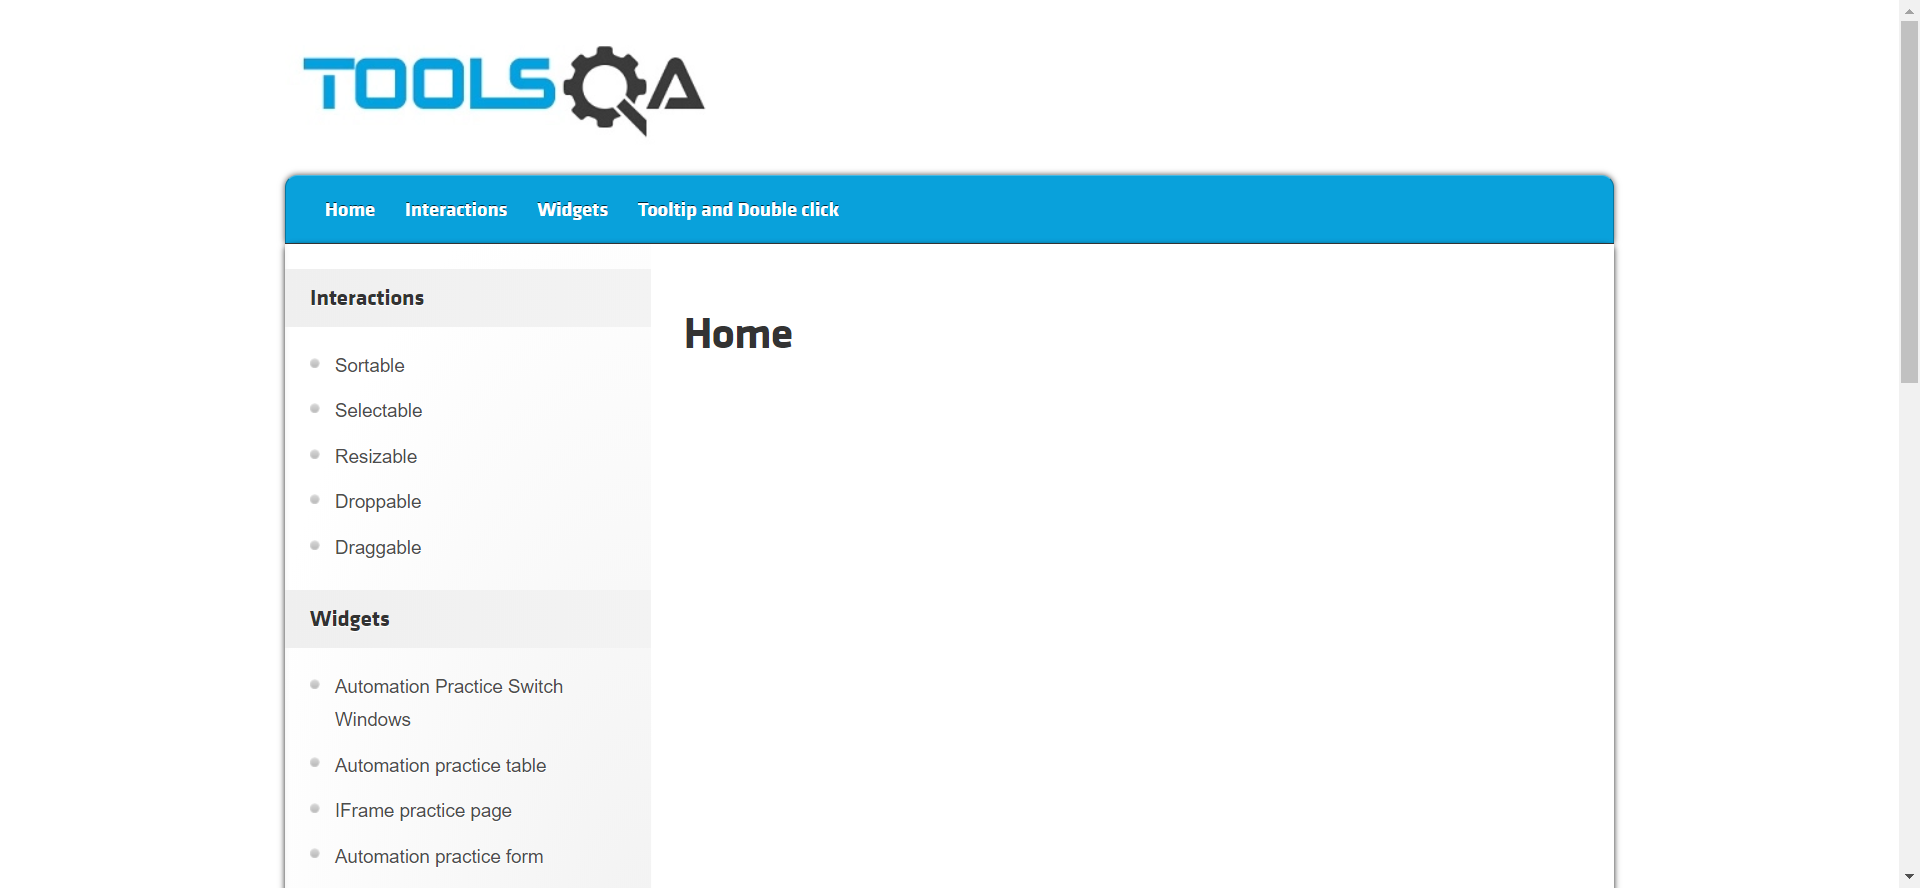 TOOLSQA
Home Interactions Widgets Tooltip and Double click
Interactions
Sortable
Selectable
Resizable
Droppable
Draggable
Widgets
Automation Practice Switch
Windows
Automation practice table
IFrame practice page
Automation practice form
Home